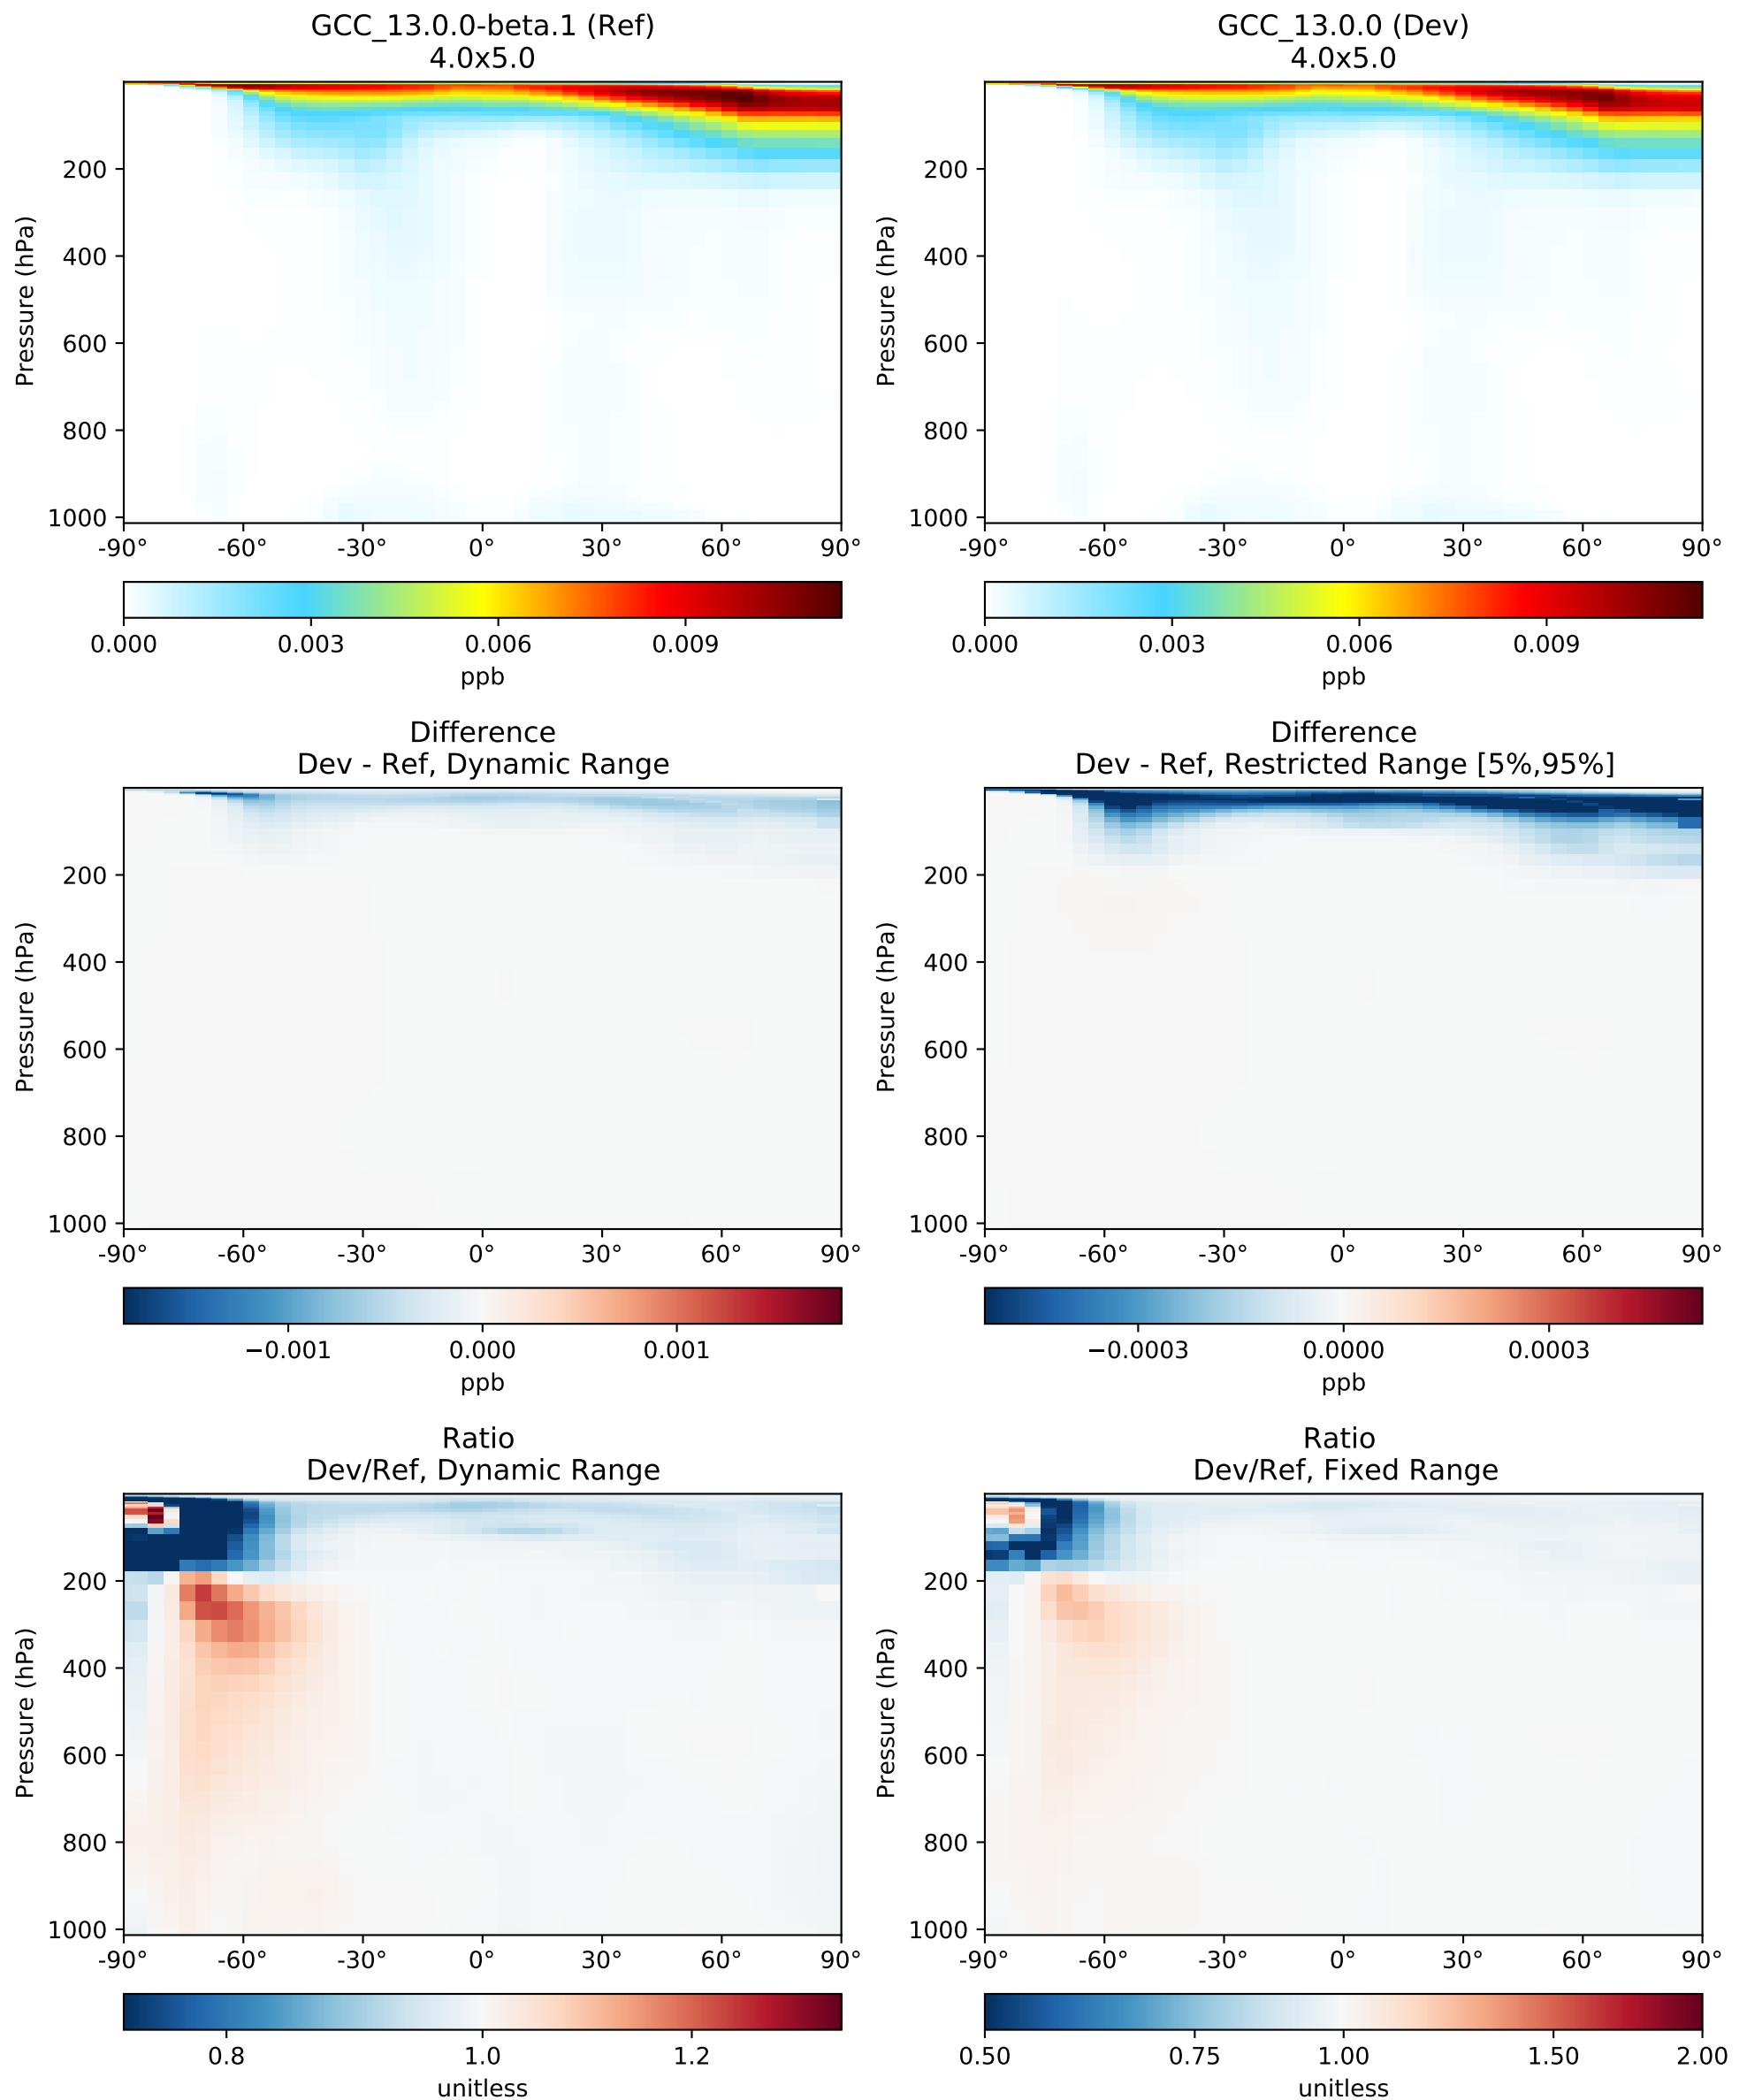 GCC_13.0.0-beta.1 (Ref)
4.0x5.0
GCC_13.0.0 (Dev)
4.0x5.0
Pressure (hPa)
200
400
600
800
1000
-90° -60° -30° 0° 30° 60° 90°
0.000 0.003 0.006 0.009
ppb
Pressure (hPa)
200
400
600
800
1000
-90° -60° -30° 0° 30° 60° 90°
0.000 0.003 0.006 0.009
ppb
Difference
Dev - Ref, Dynamic Range
Pressure (hPa)
200
400
600
800
1000
-90° -60° -30° 0° 30° 60° 90°
−0.001 0.000 0.001
ppb
Difference
Dev - Ref, Restricted Range [5%,95%]
Pressure (hPa)
200
400
600
800
1000
-90° -60° -30° 0° 30° 60° 90°
−0.0003 0.0000 0.0003
ppb
Ratio
Dev/Ref, Dynamic Range
Pressure (hPa)
200
400
600
800
1000
-90° -60° -30° 0° 30° 60° 90°
0.8 1.0 1.2
unitless
Ratio
Dev/Ref, Fixed Range
Pressure (hPa)
200
400
600
800
1000
-90° -60° -30° 0° 30° 60° 90°
0.50 0.75 1.00 1.50 2.00
unitless